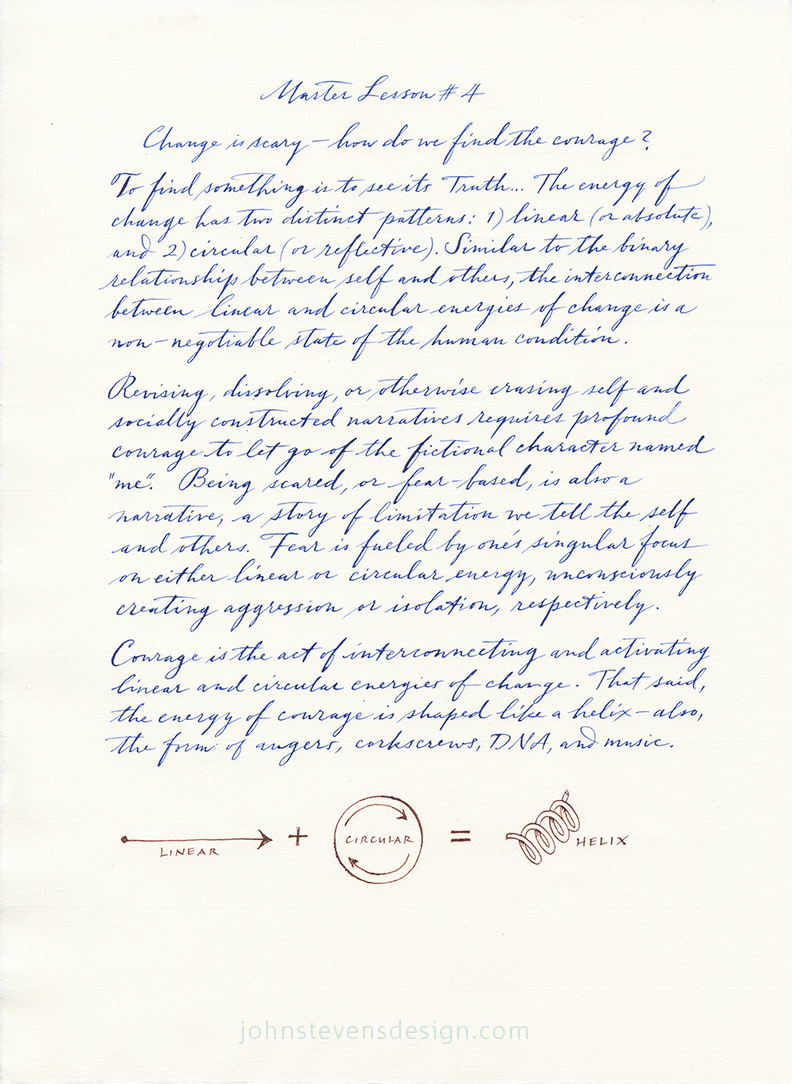 Master Lesson # 4
Change is scary – how do we find the courage?
To find something is to see its Truth... The energy of
change has two distinct patterns: 1) linear (or absolute),
and 2) circular (or reflective). Similar to the binary
relationship between self and others, the interconnection
between linear and circular energies of change is a
non-negotiable state of the human condition.
Revising, dissolving, or otherwise erasing self and
socially constructed narratives requires profound
courage to let go of the fictional character named
"me". Being scared, or fear-based, is also a
narrative, a story of limitation we tell the self
and others. Fear is fueled by one's singular focus
on either linear or circular energy, unconsciously
creating aggression or isolation, respectively.
Courage is the act of interconnecting and activating
linear and circular energies of change. That said,
the energy of courage is shaped like a helix – also,
the form of augers, corkscrews, DNA, and music.
LINEAR + CIRCULAR = HELIX
johnstevensdesign.com